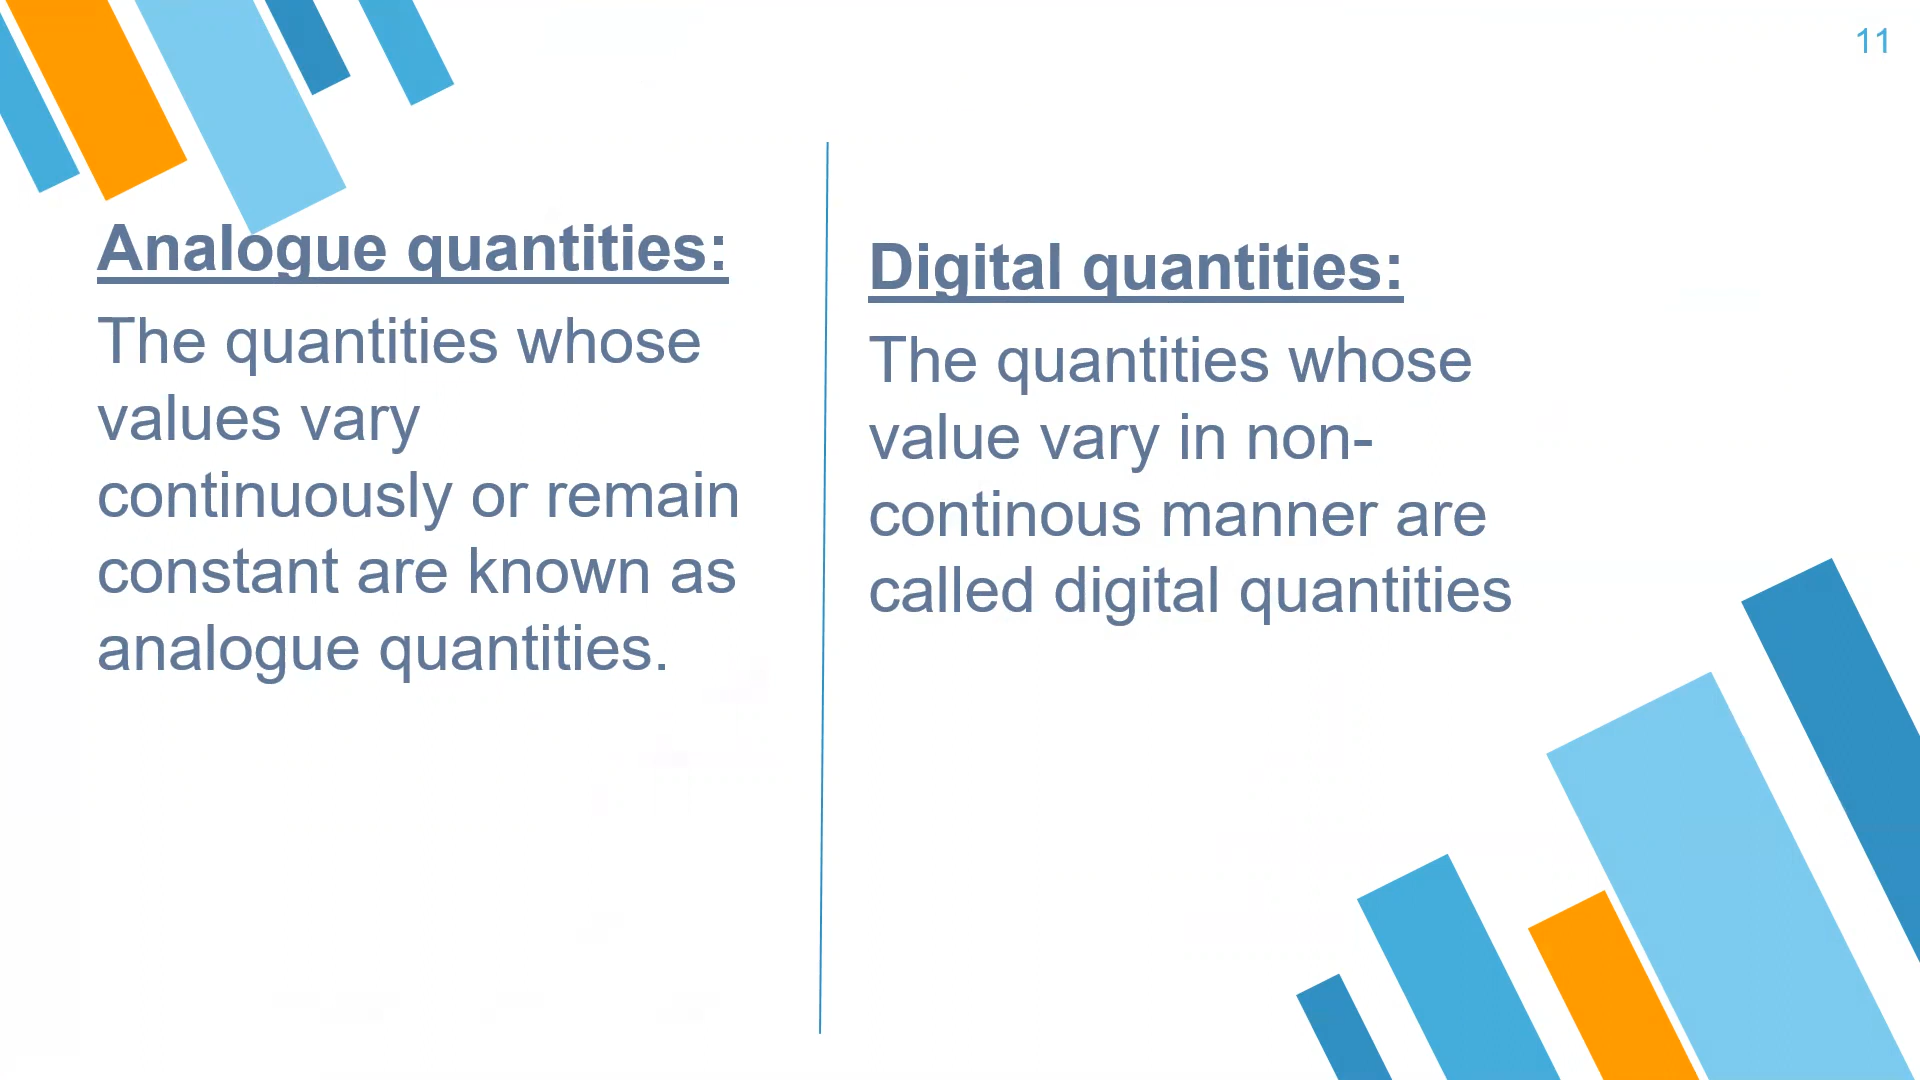 11
Analogue quantities:
The quantities whose
values vary
continuously or remain
constant are known as
analogue quantities.
Digital quantities:
The quantities whose
value vary in non-
continous manner are
called digital quantities